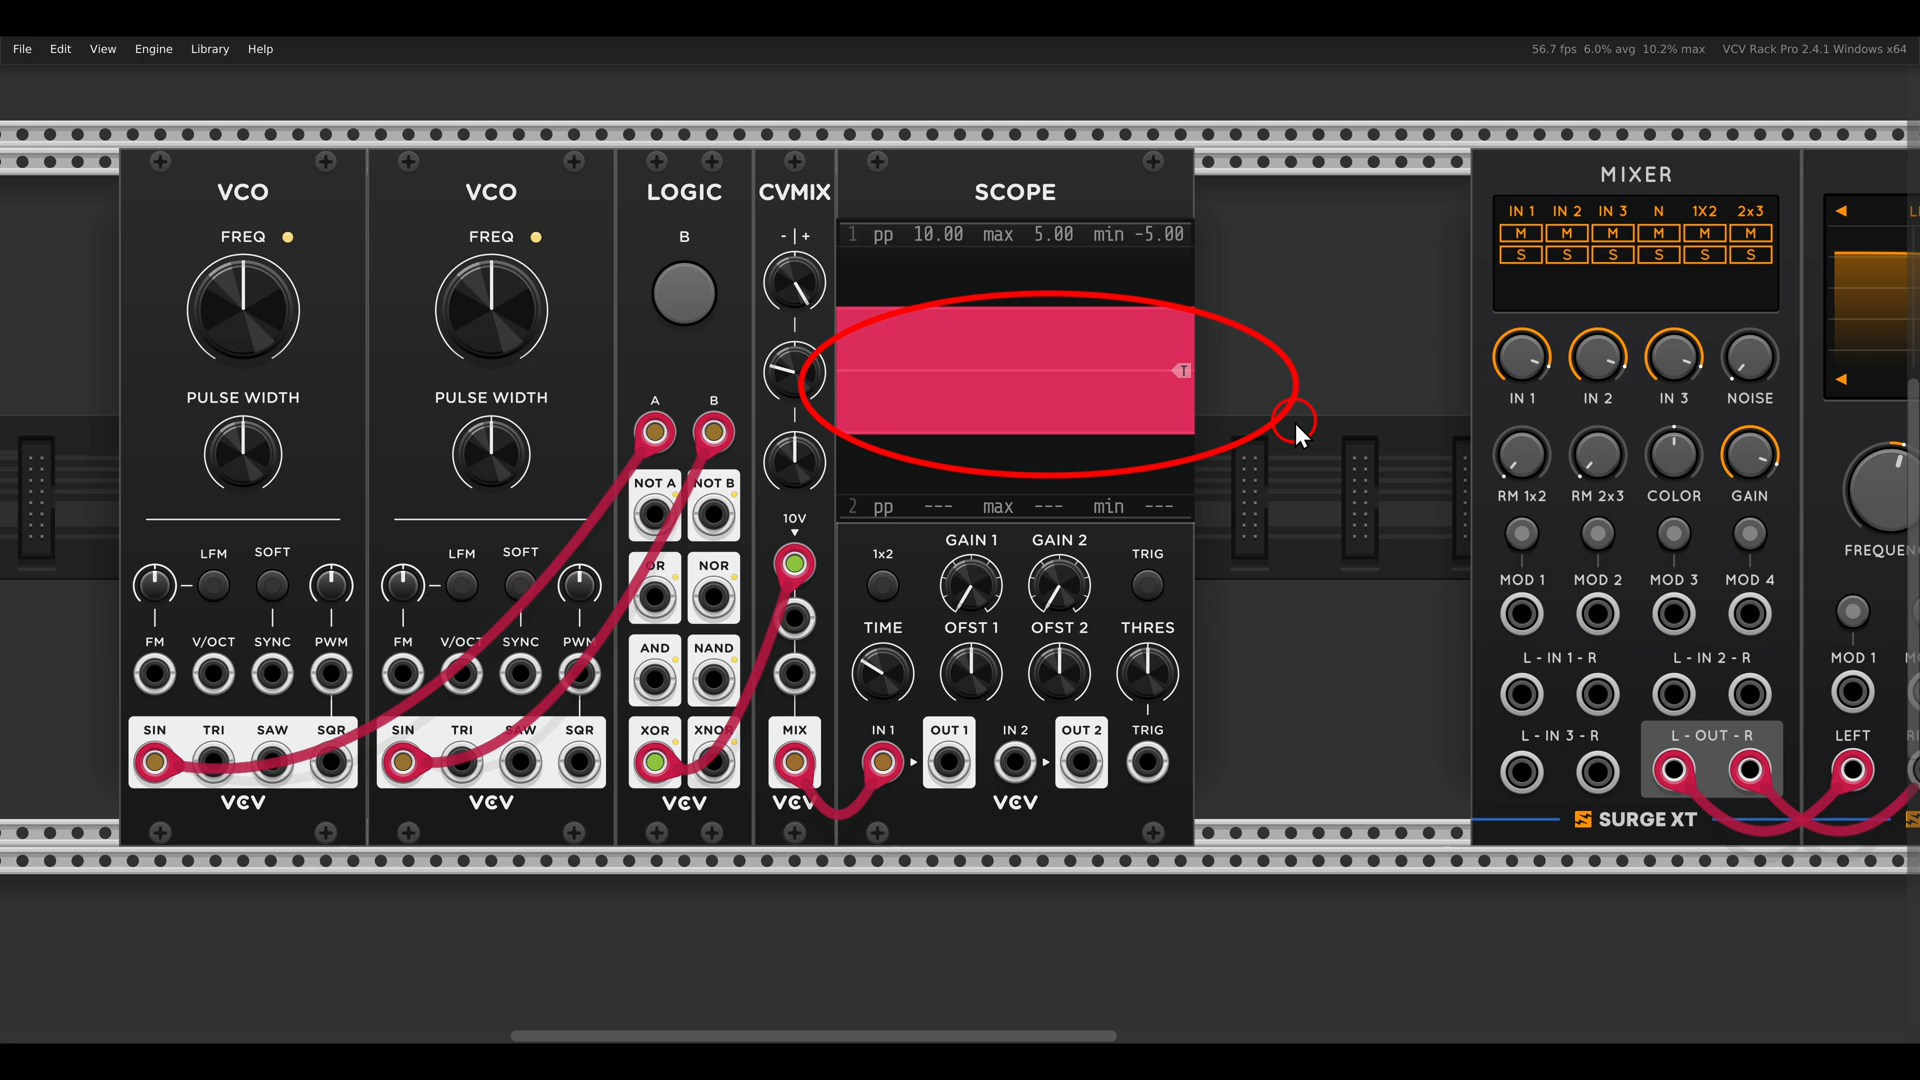 File Edit View Engine Library Help
56.7 fps 6.0% avg 10.2% max VCV Rack Pro 2.4.1 Windows x64
VCO
FREQ
PULSE WIDTH
LFM SOFT
FM V/OCT SYNC PWM
SIN TRI SAW SQR
VCV
VCO
FREQ
PULSE WIDTH
LFM SOFT
FM V/OCT SYNC PWM
SIN TRI SAW SQR
VCV
LOGIC
B
A B
NOT A NOT B
OR NOR
AND NAND
XOR XNOR
VCV
CVMIX
- | +
10V
MIX
VCV
SCOPE
1 pp 10.00 max 5.00 min -5.00
T
2 pp --- max --- min ---
1x2 GAIN 1 GAIN 2 TRIG
TIME OFST 1 OFST 2 THRES
IN 1 OUT 1 IN 2 OUT 2 TRIG
VCV
MIXER
IN 1 IN 2 IN 3 N 1X2 2x3
M M M M M M
S S S S S S
IN 1 IN 2 IN 3 NOISE
RM 1x2 RM 2x3 COLOR GAIN
MOD 1 MOD 2 MOD 3 MOD 4
L - IN 1 - R L - IN 2 - R
L - IN 3 - R L - OUT - R
SURGE XT
FREQUEN
MOD 1
LEFT